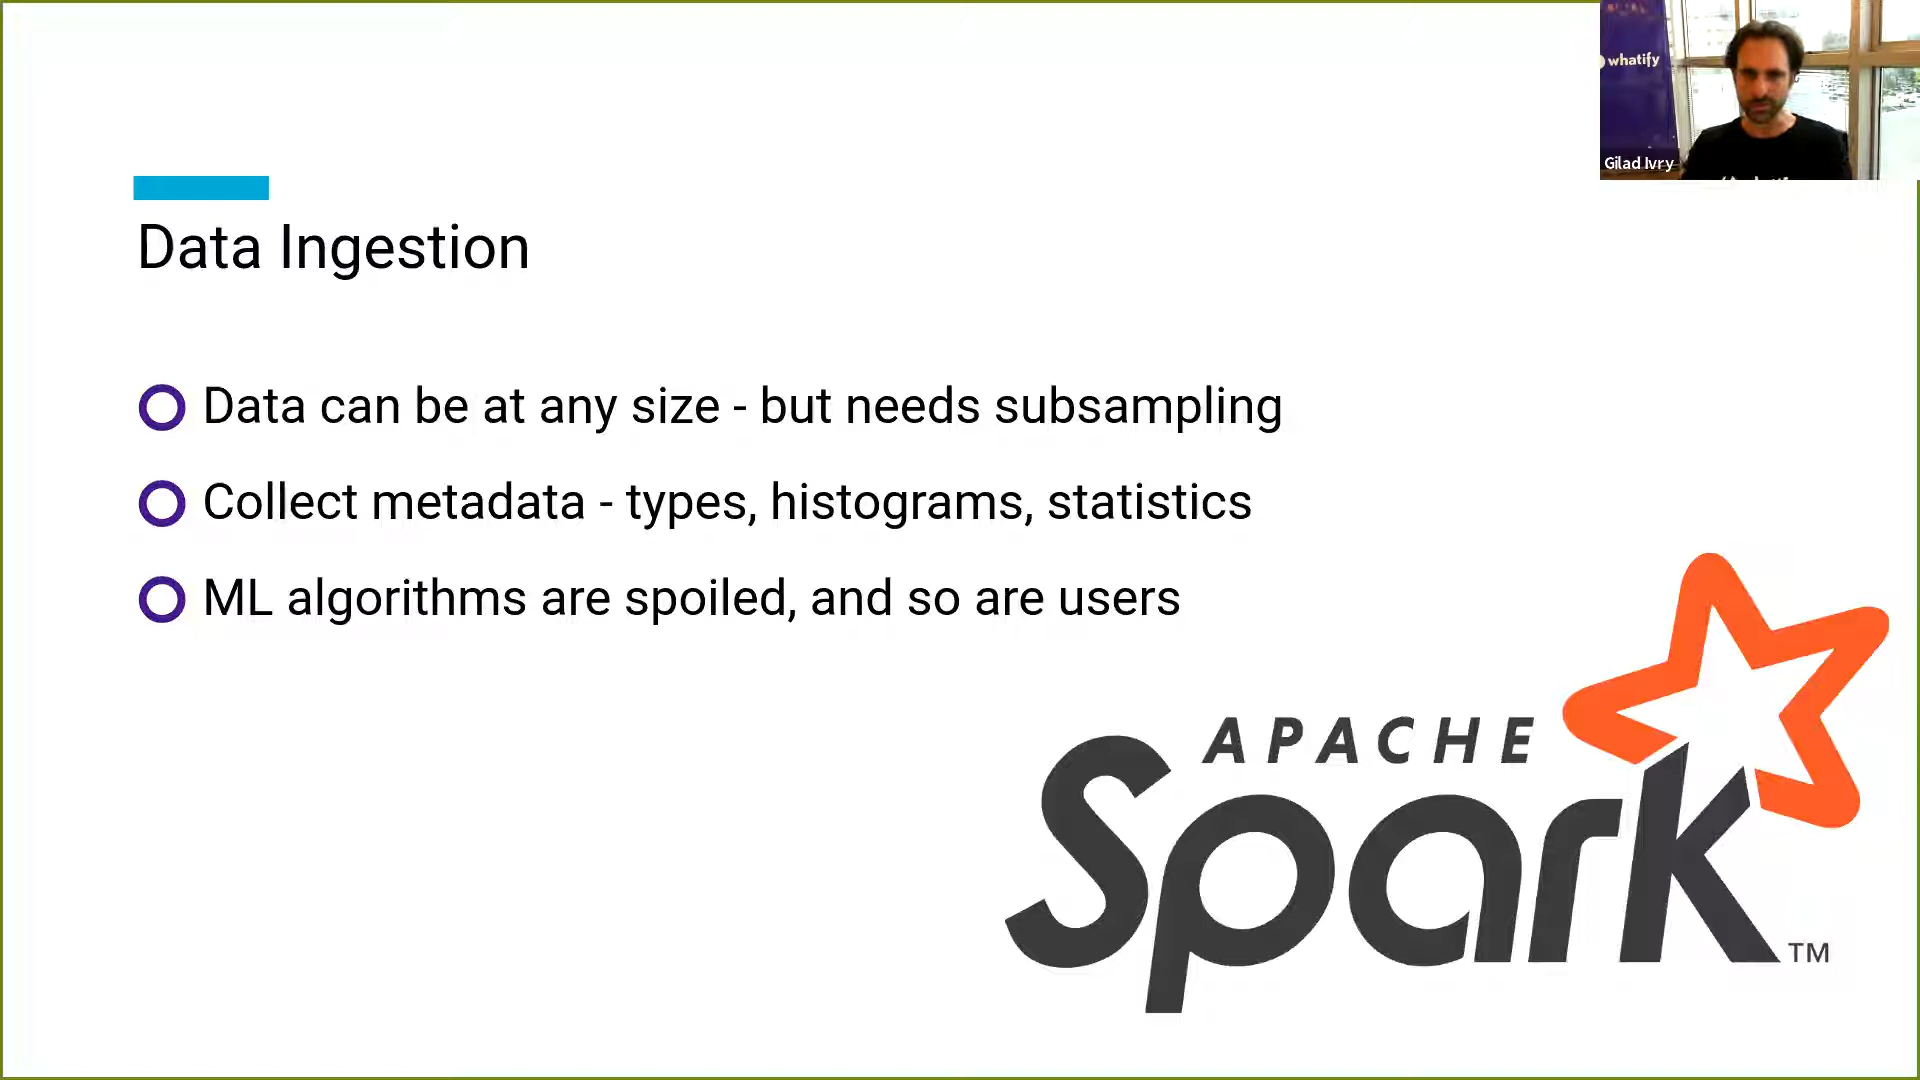 whatify
Gilad Ivry
Data Ingestion
Data can be at any size - but needs subsampling
Collect metadata - types, histograms, statistics
ML algorithms are spoiled, and so are users
APACHE
Spark
TM